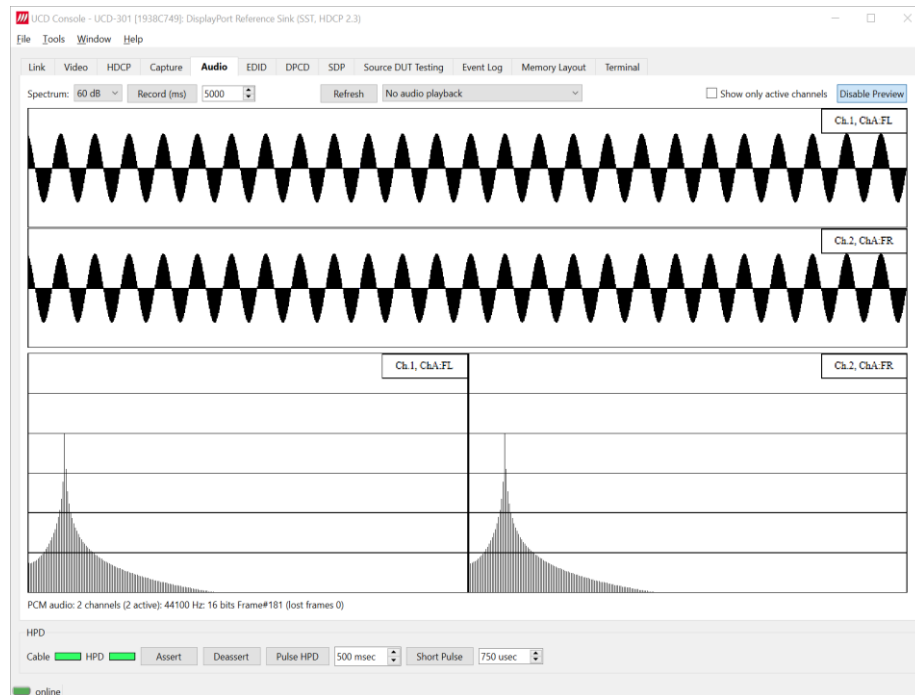 UCD Console - UCD-301 [1938C749]: DisplayPort Reference Sink (SST, HDCP 2.3)
File Tools Window Help
Link Video HDCP Capture Audio EDID DPCD SDP Source DUT Testing Event Log Memory Layout Terminal
Spectrum: 60 dB Record (ms) 5000 Refresh No audio playback Show only active channels Disable Preview
Ch.1, ChA:FL
Ch.2, ChA:FR
Ch.1, ChA:FL Ch.2, ChA:FR
PCM audio: 2 channels (2 active): 44100 Hz: 16 bits Frame#181 (lost frames 0)
HPD
Cable HPD Assert Deassert Pulse HPD 500 msec Short Pulse 750 usec
online